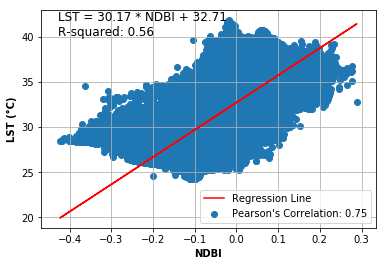 LST = 30.17 * NDBI + 32.71
R-squared: 0.56
40
35
30
25
20
LST (°C)
−0.4 −0.3 −0.2 −0.1 0.0 0.1 0.2 0.3
NDBI
Regression Line
Pearson's Correlation: 0.75